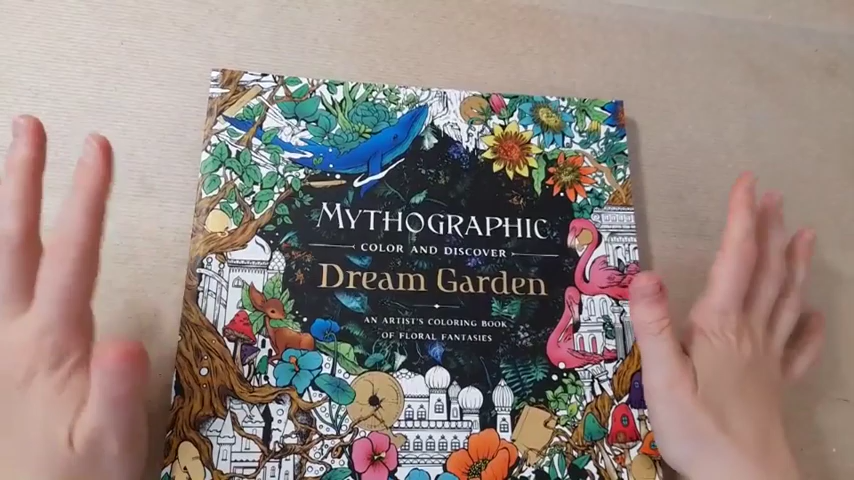 MYTHOGRAPHIC
COLOR AND DISCOVER
Dream Garden
AN ARTIST'S COLORING BOOK
OF FLORAL FANTASIES